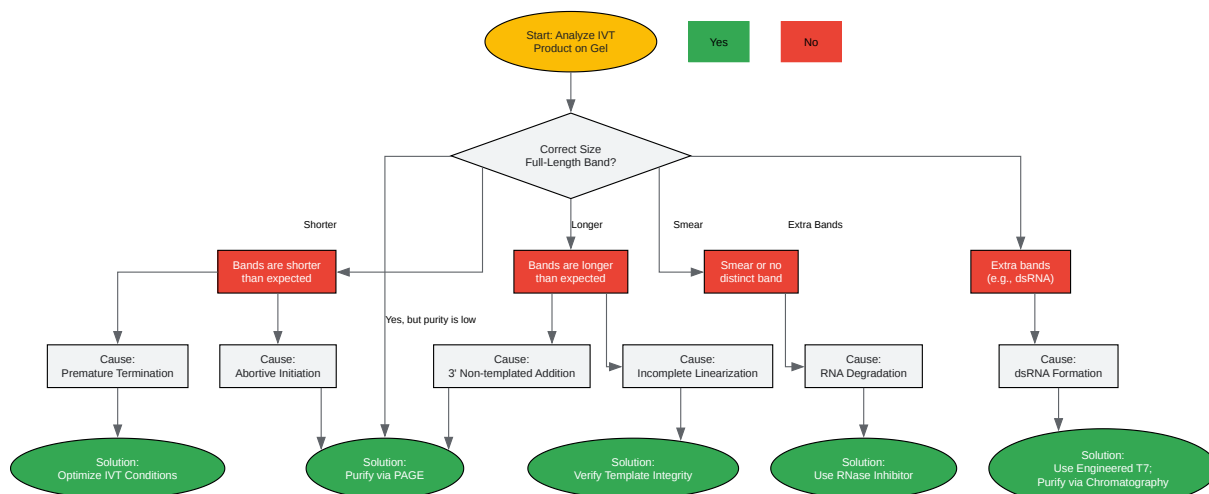 Start: Analyze IVT
Product on Gel
Yes
No
Correct Size
Full-Length Band?
Shorter
Longer
Smear
Extra Bands
Bands are shorter
than expected
Bands are longer
than expected
Smear or no
distinct band
Extra bands
(e.g., dsRNA)
Yes, but purity is low
Cause:
Premature Termination
Cause:
Abortive Initiation
Cause:
3' Non-templated Addition
Cause:
Incomplete Linearization
Cause:
RNA Degradation
Cause:
dsRNA Formation
Solution:
Optimize IVT Conditions
Solution:
Purify via PAGE
Solution:
Verify Template Integrity
Solution:
Use RNase Inhibitor
Solution:
Use Engineered T7;
Purify via Chromatography